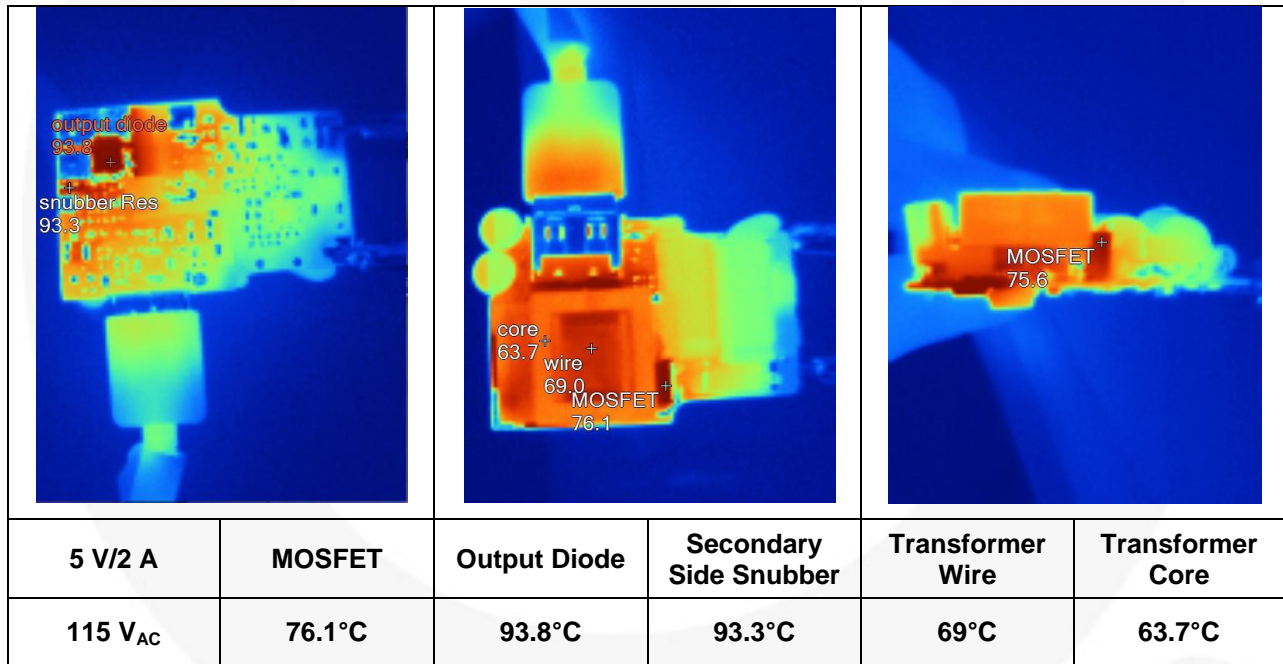 output diode
93.8
snubber Res
93.3
core
63.7
wire
69.0
MOSFET
76.1
MOSFET
75.6
5 V/2 A MOSFET Output Diode Secondary Side Snubber Transformer Wire Transformer Core
115 VAC 76.1°C 93.8°C 93.3°C 69°C 63.7°C